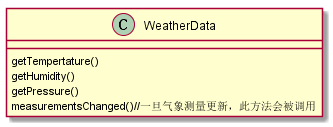 C WeatherData
getTempertature()
getHumidity()
getPressure()
measurementsChanged()//一旦气象测量更新，此方法会被调用